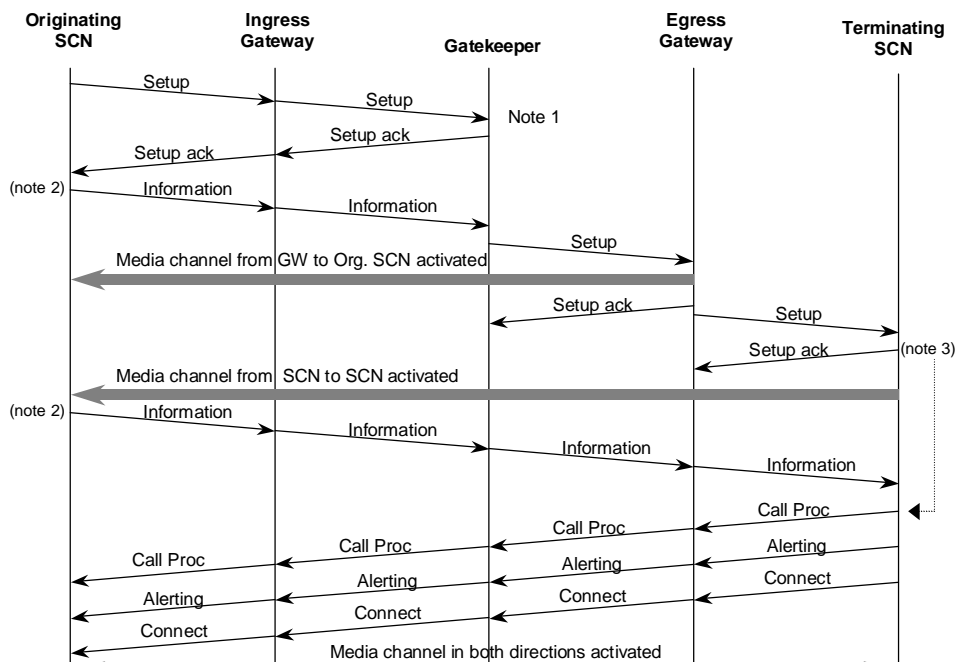 Originating
SCN
Ingress
Gateway
Gatekeeper
Egress
Gateway
Terminating
SCN
Setup
Setup
Note 1
Setup ack
Setup ack
(note 2)
Information
Information
Setup
Media channel from GW to Org. SCN activated
Setup ack
Setup
Setup ack
(note 3)
Media channel from SCN to SCN activated
(note 2)
Information
Information
Information
Information
Call Proc
Call Proc
Call Proc
Call Proc
Alerting
Alerting
Alerting
Alerting
Connect
Connect
Connect
Connect
Media channel in both directions activated